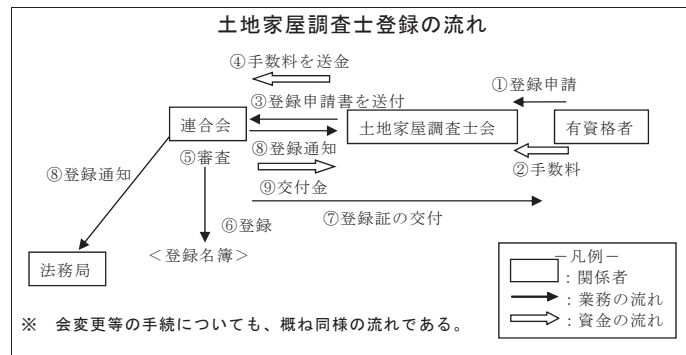 土地家屋調査士登録の流れ
④手数料を送金
①登録申請
③登録申請書を送付
連合会
土地家屋調査士会
有資格者
⑤審査
⑧登録通知
②手数料
⑧登録通知
⑨交付金
⑦登録証の交付
⑥登録
＜登録名簿＞
法務局
－凡例－
：関係者
：業務の流れ
：資金の流れ
※　会変更等の手続についても、概ね同様の流れである。